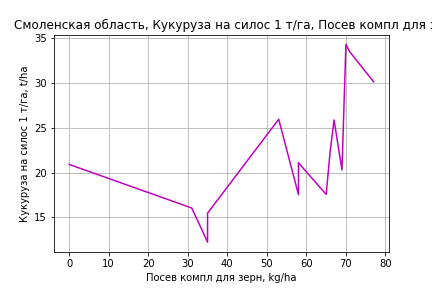 Смоленская область, Кукуруза на силос 1 т/га, Посев компл для
35
30
25
20
15
Кукуруза на силос 1 т/га, t/ha
0 10 20 30 40 50 60 70 80
Посев компл для зерн, kg/ha